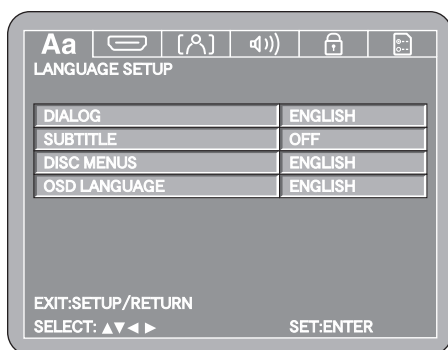 Aa
LANGUAGE SETUP
DIALOG ENGLISH
SUBTITLE OFF
DISC MENUS ENGLISH
OSD LANGUAGE ENGLISH
EXIT:SETUP/RETURN
SELECT: ▲▼◄ ► SET:ENTER